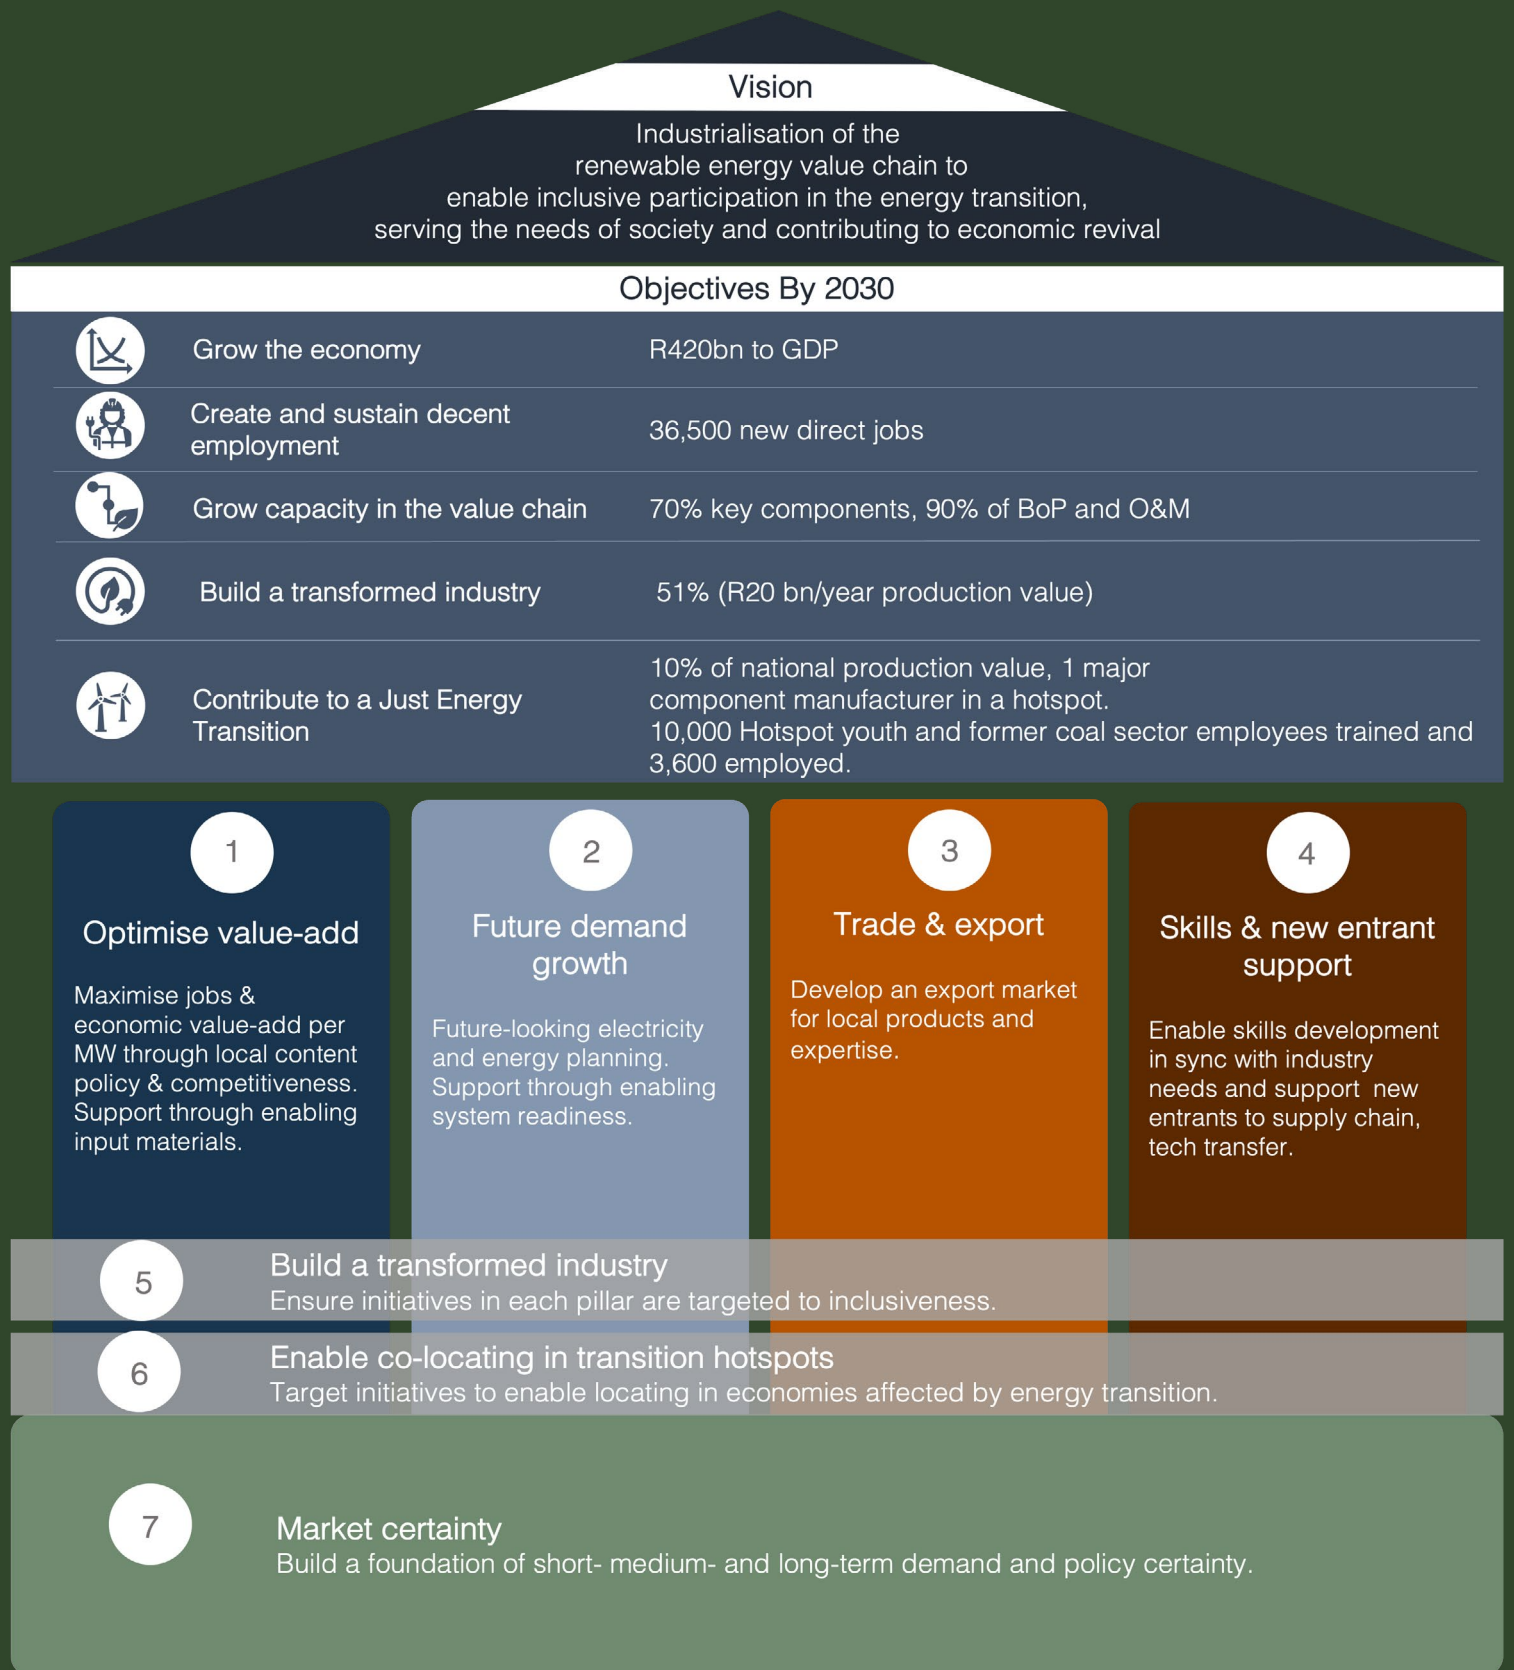 Vision
Industrialisation of the
renewable energy value chain to
enable inclusive participation in the energy transition,
serving the needs of society and contributing to economic revival
Objectives By 2030
Grow the economy
R420bn to GDP
Create and sustain decent
employment
36,500 new direct jobs
Grow capacity in the value chain
70% key components, 90% of BoP and O&M
Build a transformed industry
51% (R20 bn/year production value)
Contribute to a Just Energy
Transition
10% of national production value, 1 major
component manufacturer in a hotspot.
10,000 Hotspot youth and former coal sector employees trained and
3,600 employed.
1
Optimise value-add
Maximise jobs &
economic value-add per
MW through local content
policy & competitiveness.
Support through enabling
input materials.
2
Future demand
growth
Future-looking electricity
and energy planning.
Support through enabling
system readiness.
3
Trade & export
Develop an export market
for local products and
expertise.
4
Skills & new entrant
support
Enable skills development
in sync with industry
needs and support new
entrants to supply chain,
tech transfer.
5
Build a transformed industry
Ensure initiatives in each pillar are targeted to inclusiveness.
6
Enable co-locating in transition hotspots
Target initiatives to enable locating in economies affected by energy transition.
7
Market certainty
Build a foundation of short- medium- and long-term demand and policy certainty.